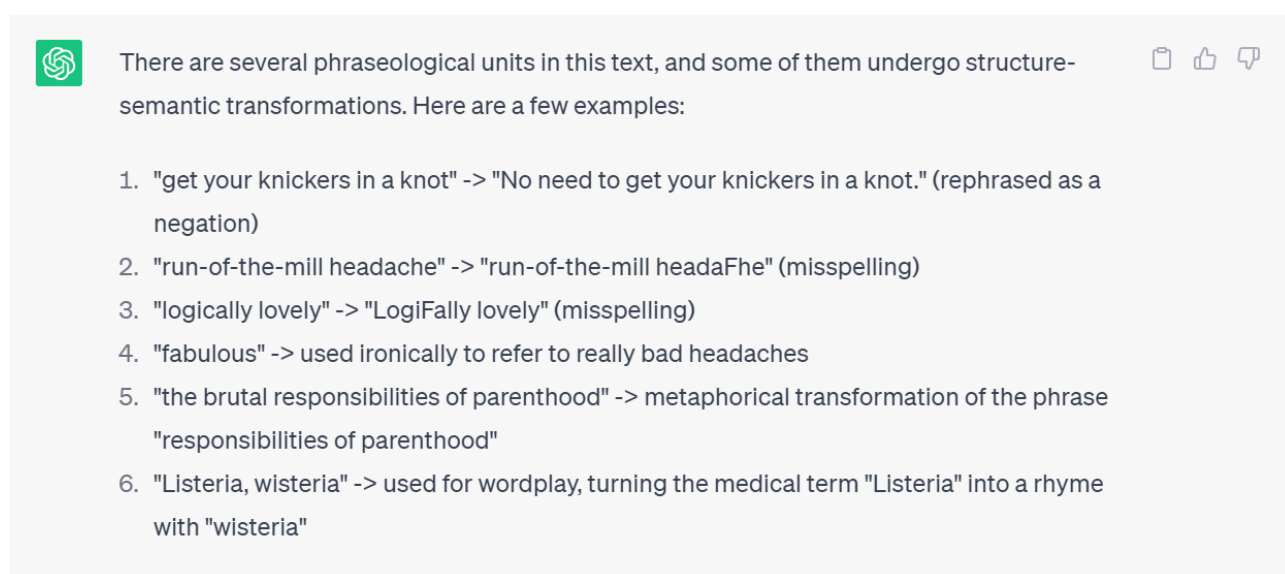 There are several phraseological units in this text, and some of them undergo structure-
semantic transformations. Here are a few examples:
1. "get your knickers in a knot" -> "No need to get your knickers in a knot." (rephrased as a
negation)
2. "run-of-the-mill headache" -> "run-of-the-mill headaFhe" (misspelling)
3. "logically lovely" -> "LogiFally lovely" (misspelling)
4. "fabulous" -> used ironically to refer to really bad headaches
5. "the brutal responsibilities of parenthood" -> metaphorical transformation of the phrase
"responsibilities of parenthood"
6. "Listeria, wisteria" -> used for wordplay, turning the medical term "Listeria" into a rhyme
with "wisteria"